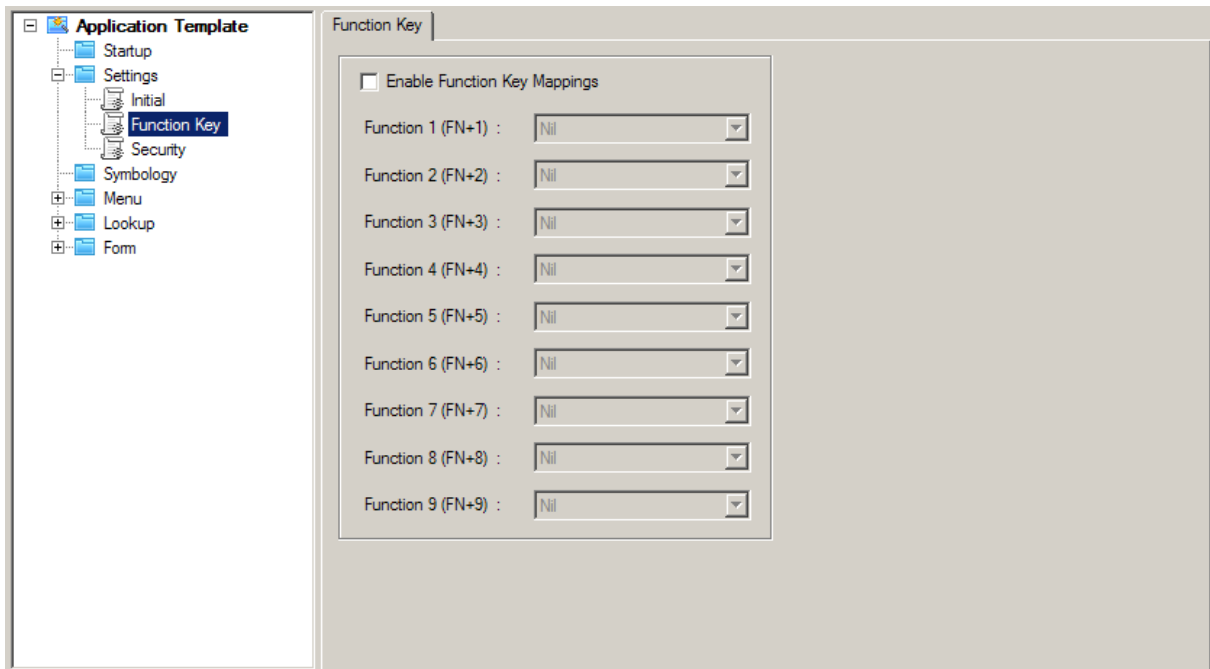 Application Template
Startup
Settings
Initial
Function Key
Security
Symbology
Menu
Lookup
Form
Function Key
Enable Function Key Mappings
Function 1 (FN+1) : Nil
Function 2 (FN+2) : Nil
Function 3 (FN+3) : Nil
Function 4 (FN+4) : Nil
Function 5 (FN+5) : Nil
Function 6 (FN+6) : Nil
Function 7 (FN+7) : Nil
Function 8 (FN+8) : Nil
Function 9 (FN+9) : Nil